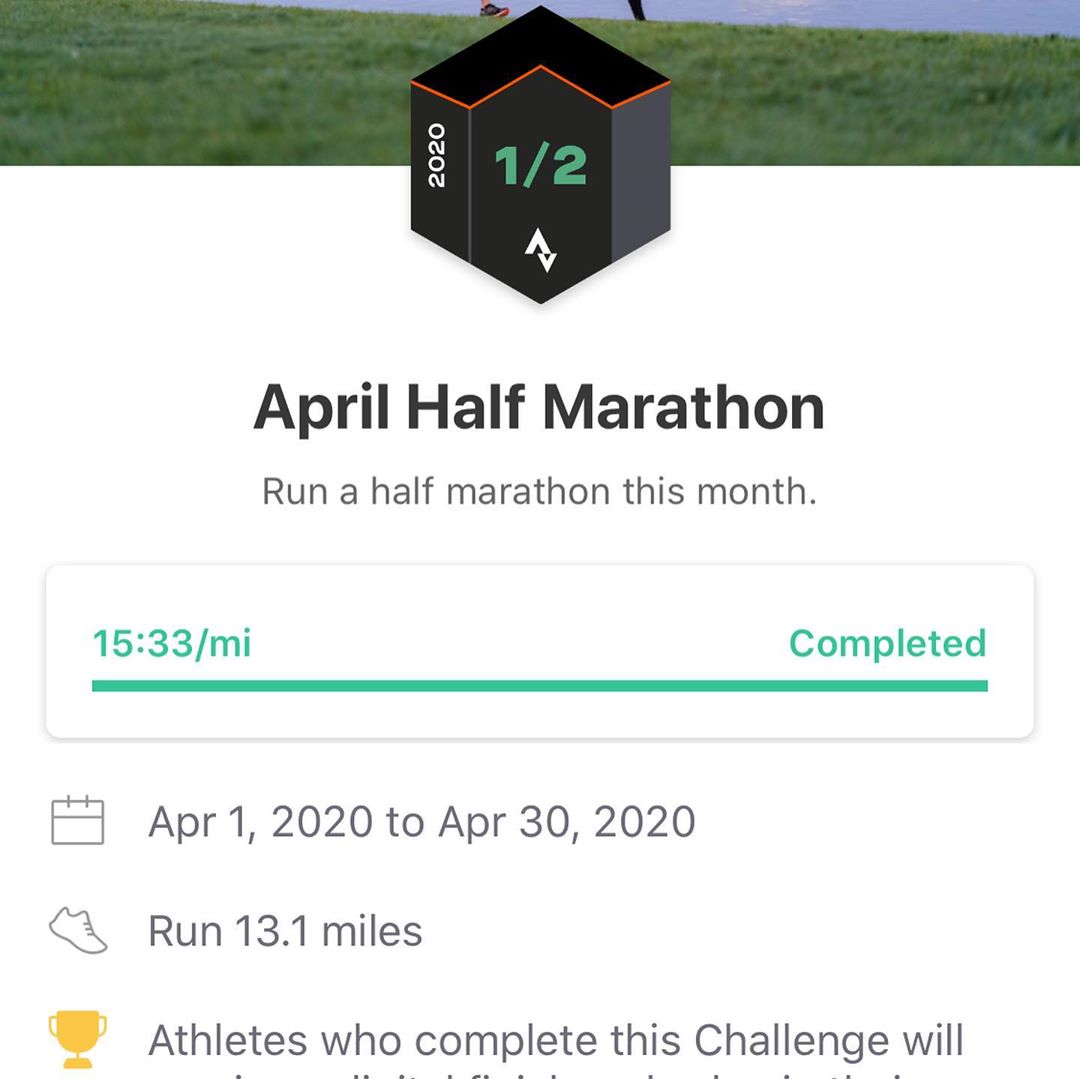 2020
1/2
April Half Marathon
Run a half marathon this month.
15:33/mi
Completed
Apr 1, 2020 to Apr 30, 2020
Run 13.1 miles
Athletes who complete this Challenge will